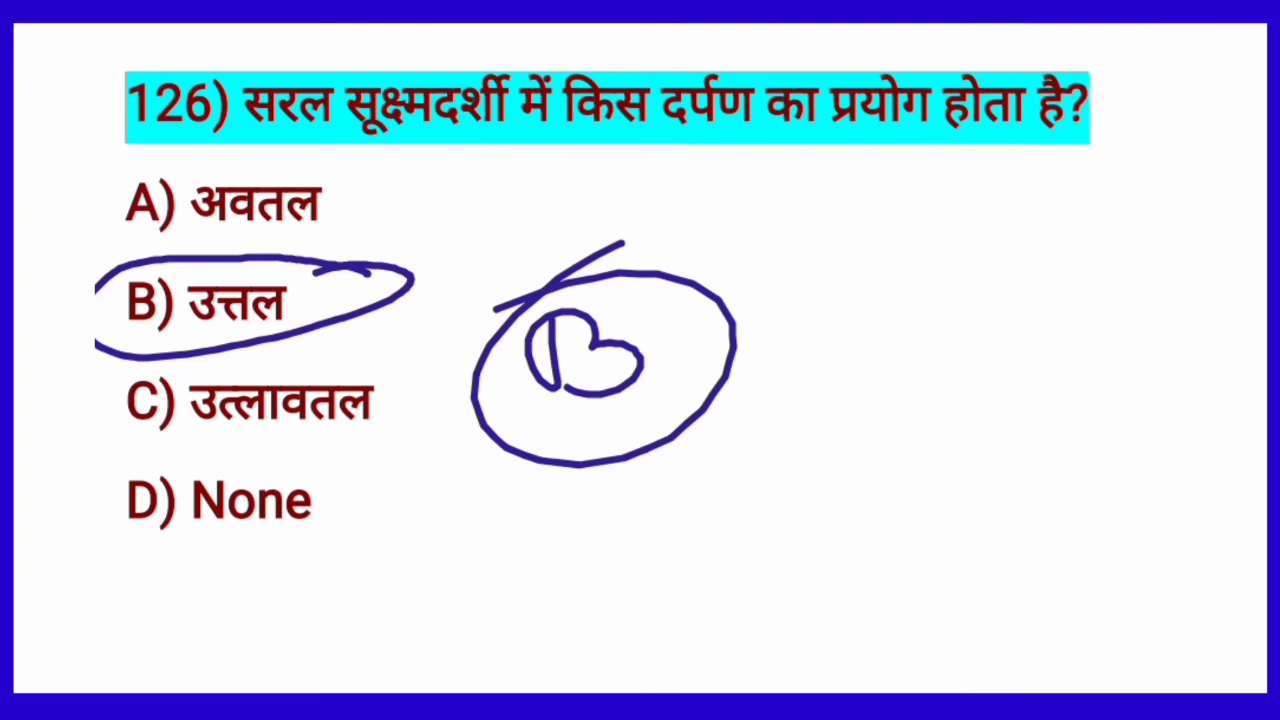 126) सरल सूक्ष्मदर्शी में किस दर्पण का प्रयोग होता है?
A) अवतल
B) उत्तल
B
C) उत्लावतल
D) None